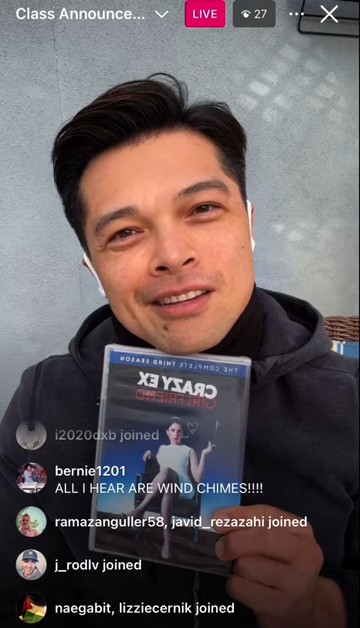 Class Announce...
LIVE
27
THE COMPLETE THIRD SEASON
CRAZY EX
GIRLFRIEND
i2020dxb joined
bernie1201
ALL I HEAR ARE WIND CHIMES!!!!
ramazanguller58, javid_rezazahi joined
j_rodlv joined
naegabit, lizziecernik joined